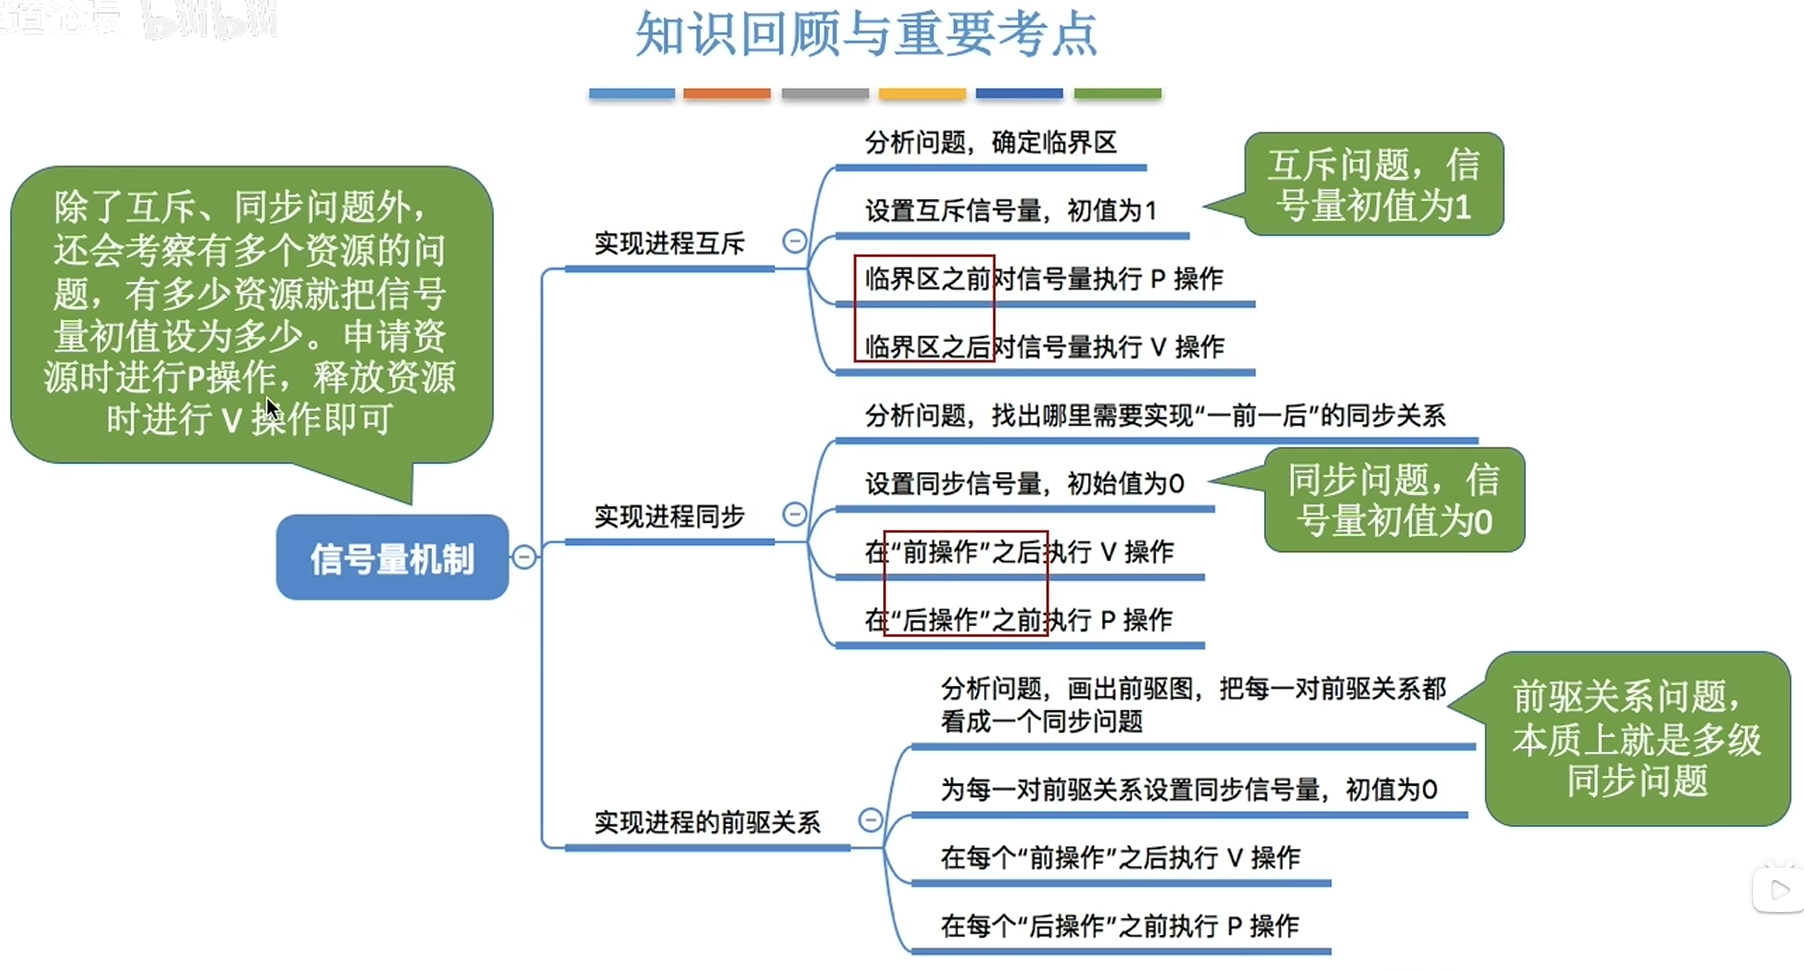 bilibili
知识回顾与重要考点
除了互斥、同步问题外，
还会考察有多个资源的问
题，有多少资源就把信号
量初值设为多少。申请资
源时进行P操作，释放资源
时进行 V 操作即可
信号量机制
实现进程互斥
分析问题，确定临界区
设置互斥信号量，初值为1
互斥问题，信
号量初值为1
临界区之前对信号量执行 P 操作
临界区之后对信号量执行 V 操作
实现进程同步
分析问题，找出哪里需要实现“一前一后”的同步关系
设置同步信号量，初始值为0
同步问题，信
号量初值为0
在“前操作”之后执行 V 操作
在“后操作”之前执行 P 操作
实现进程的前驱关系
分析问题，画出前驱图，把每一对前驱关系都
看成一个同步问题
前驱关系问题，
本质上就是多级
同步问题
为每一对前驱关系设置同步信号量，初值为0
在每个“前操作”之后执行 V 操作
在每个“后操作”之前执行 P 操作